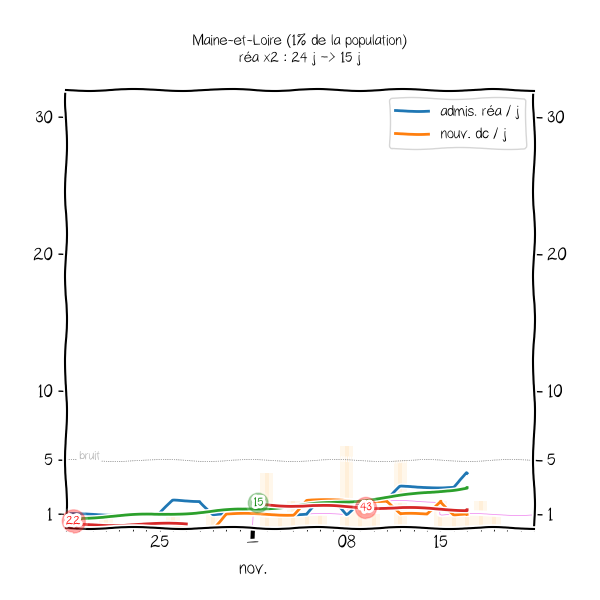 Maine-et-Loire (1% de la population)
réa x2 : 24 j -> 15 j
admis. réa / j
nouv. dc / j
30
30
20
20
10
10
5
bruit
5
1
1
22
15
43
25
1
08
15
nov.